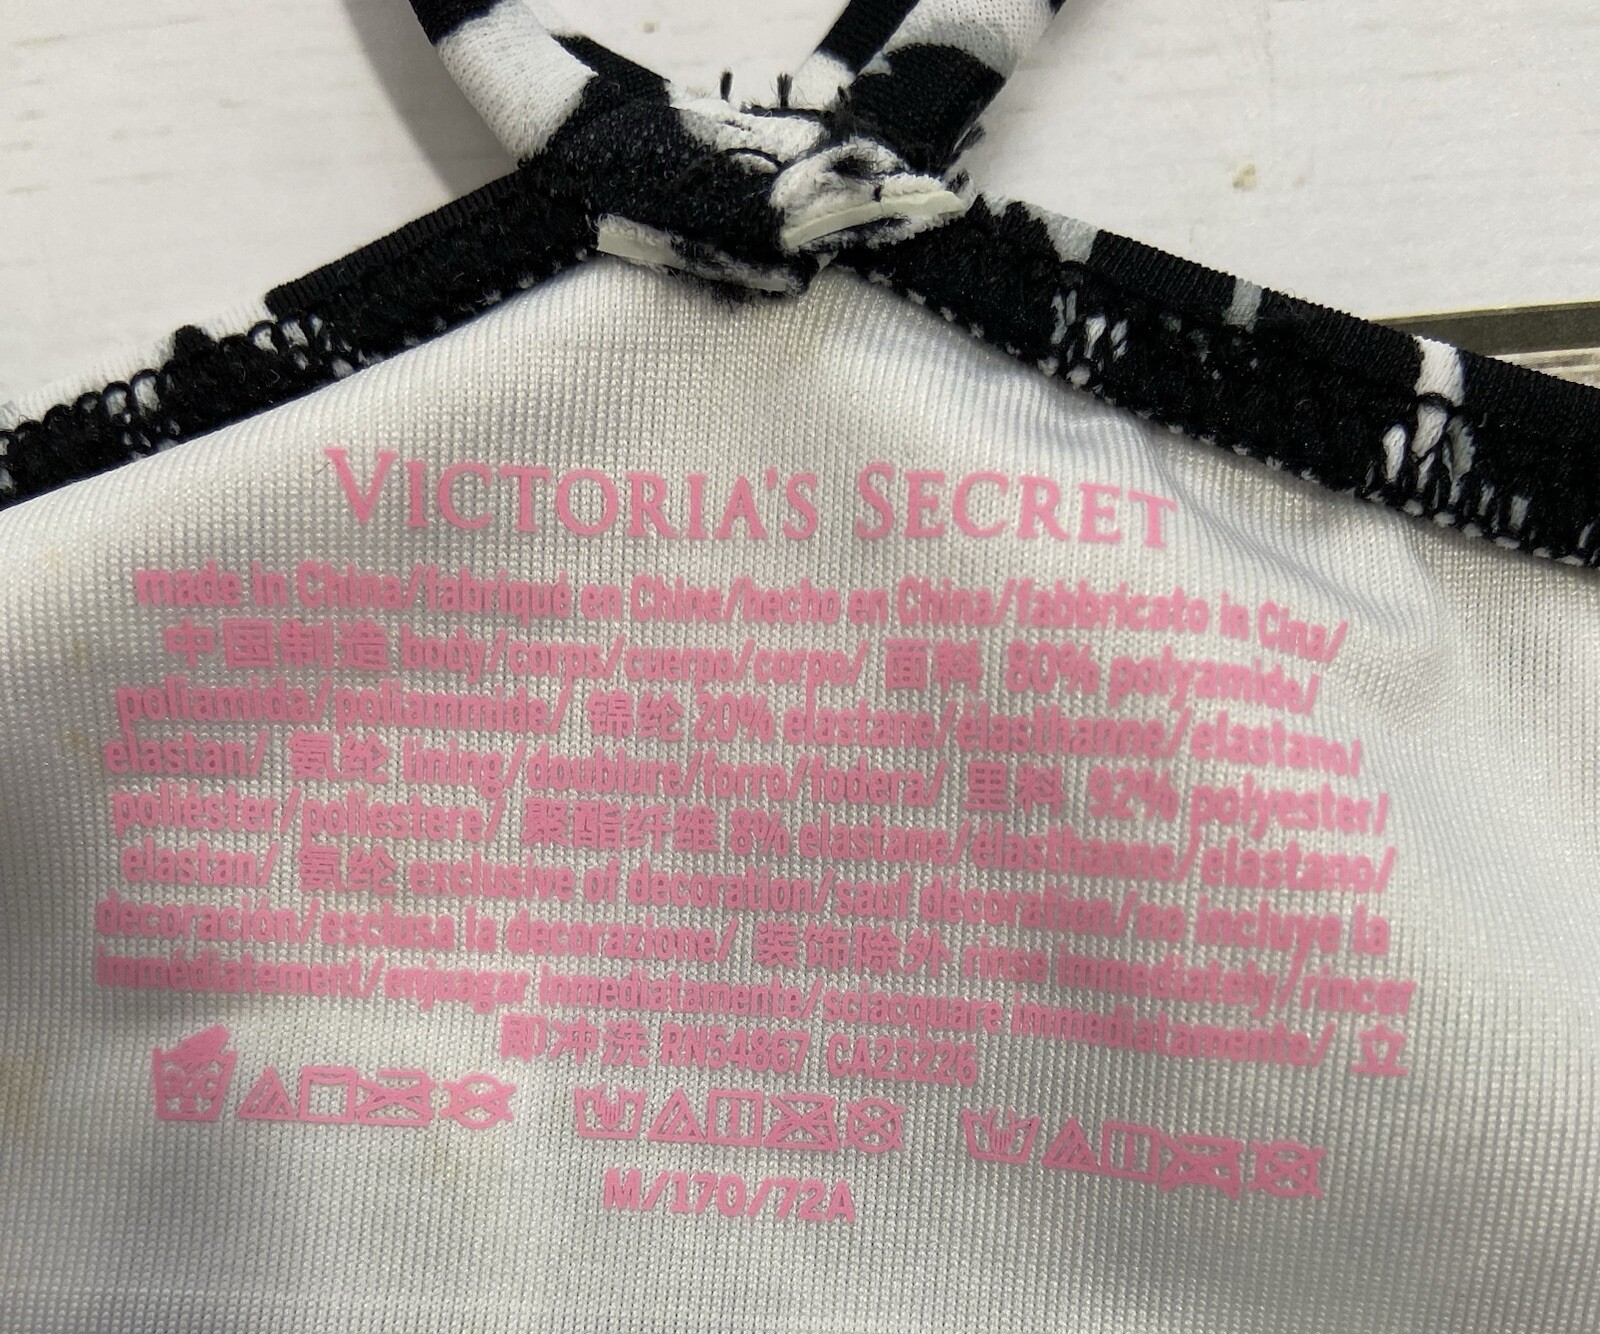 VICTORIA'S SECRET
made in China/fabriqué en Chine/hecho en China/fabbricato in Cina/
中国制造 body/corps/cuerpo/corpo/ 面料 80% polyamide/
poliamida/poliammide/ 锦纶 20% elastane/élasthanne/elastano/
elastan/ 氨纶 lining/doublure/forro/fodera/ 里料 92% polyester/
poliéster/poliestere/ 聚酯纤维 8% elastane/élasthanne/elastano/
elastan/ 氨纶 exclusive of decoration/sauf décoration/no incluye la
decoración/esclusa la decorazione/ 装饰除外 rinse immediately/rincer
immédiatement/enjuagar inmediatamente/sciacquare immediatamente/ 立
即冲洗 RN54867 CA23226
M/170/72A